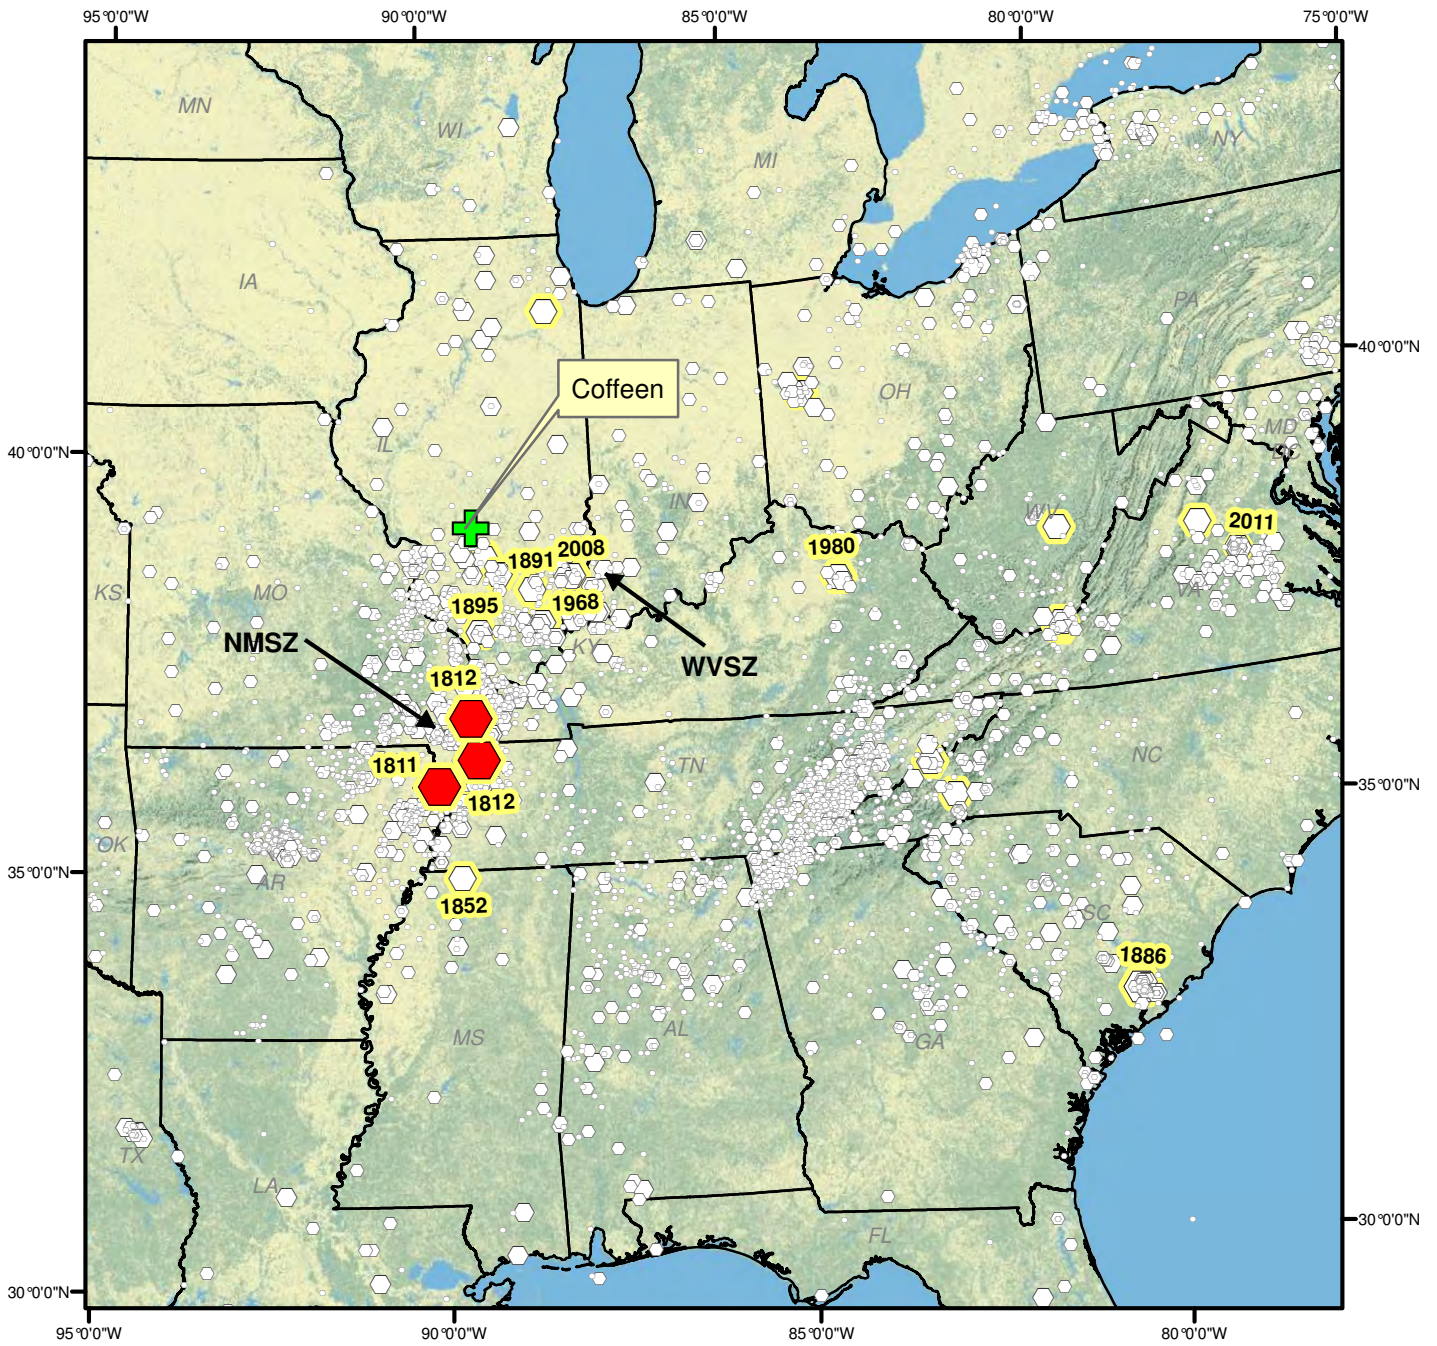 95°0'0"W 90°0'0"W 85°0'0"W 80°0'0"W 75°0'0"W
MN
WI
MI
NY
IA
PA
40°0'0"N
Coffeen
OH
IL
MD
DC
40°0'0"N
IN
WV
2011
1891
2008
1980
KS
MO
VA
1895
1968
NMSZ
KY
WVSZ
1812
NC
1811
TN
35°0'0"N
1812
OK
35°0'0"N
AR
1852
SC
1886
MS
AL
GA
TX
LA
30°0'0"N
FL
30°0'0"N
95°0'0"W 90°0'0"W 85°0'0"W 80°0'0"W